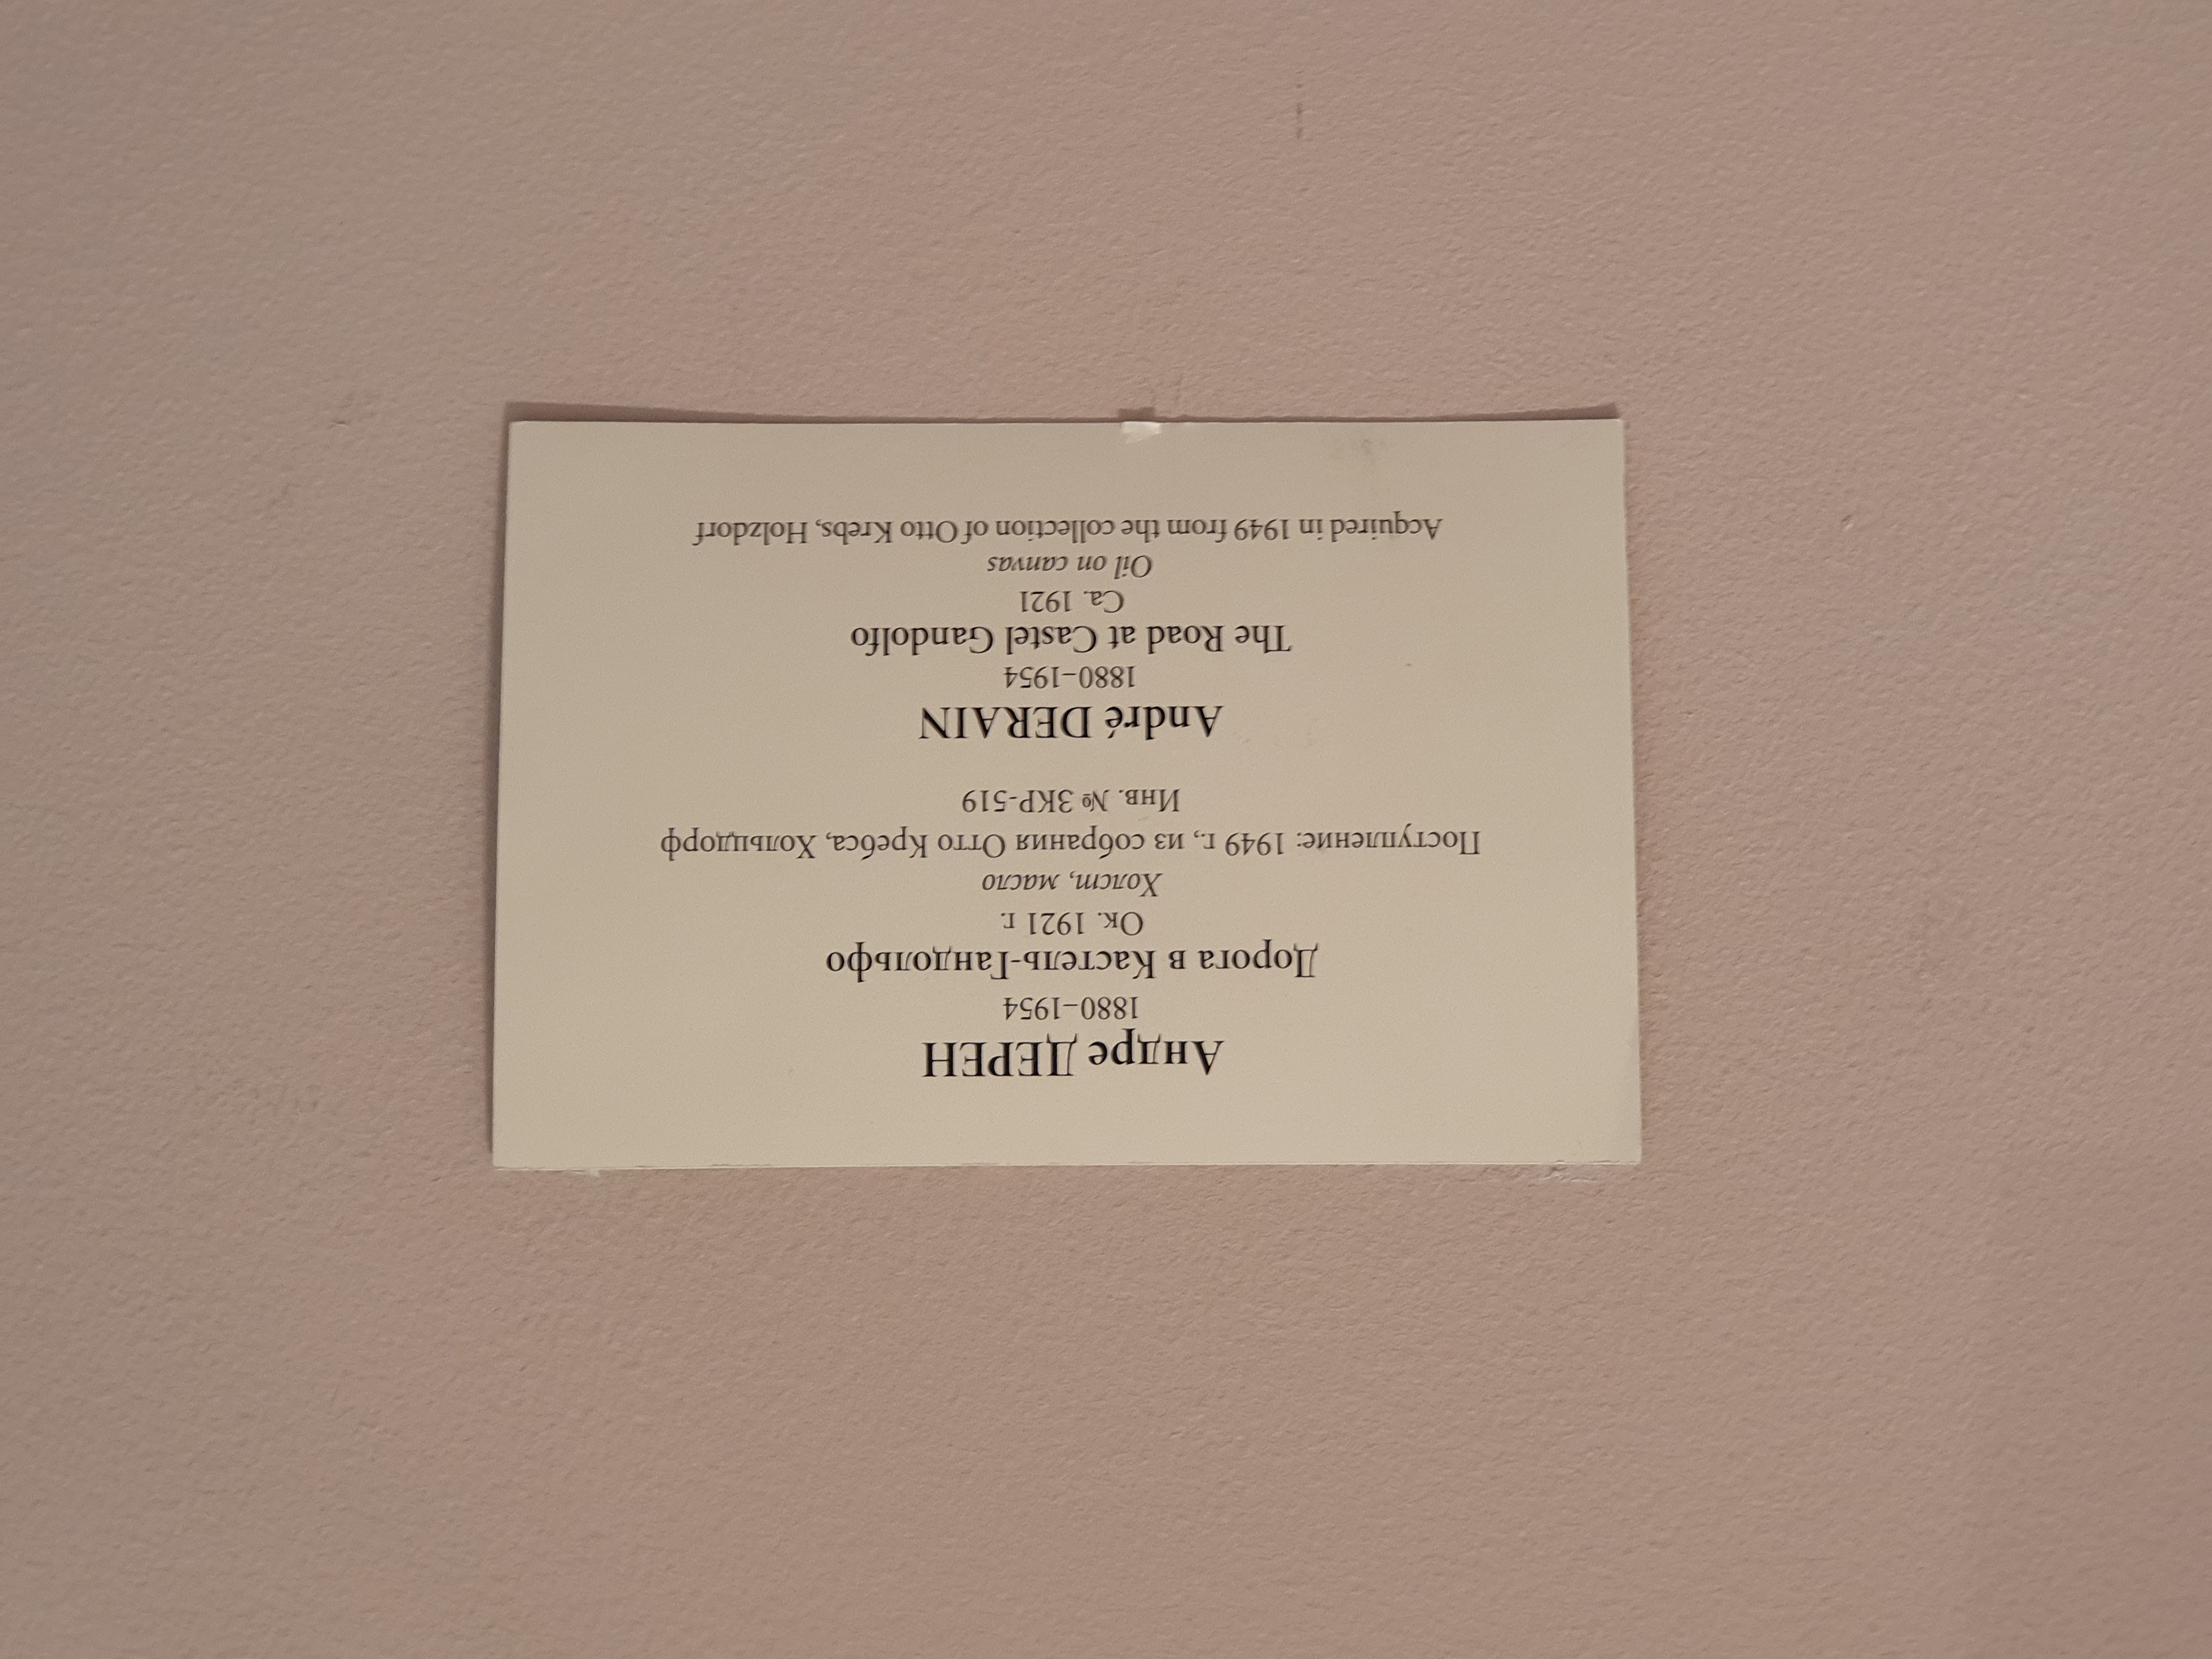 Андре ДЕРЕН
1880–1954
Дорога в Кастель-Гандольфо
Ок. 1921 г.
Холст, масло
Поступление: 1949 г., из собрания Отто Кребса, Хольцдорф
Инв. № ЗКР-519
André DERAIN
1880–1954
The Road at Castel Gandolfo
Ca. 1921
Oil on canvas
Acquired in 1949 from the collection of Otto Krebs, Holzdorf